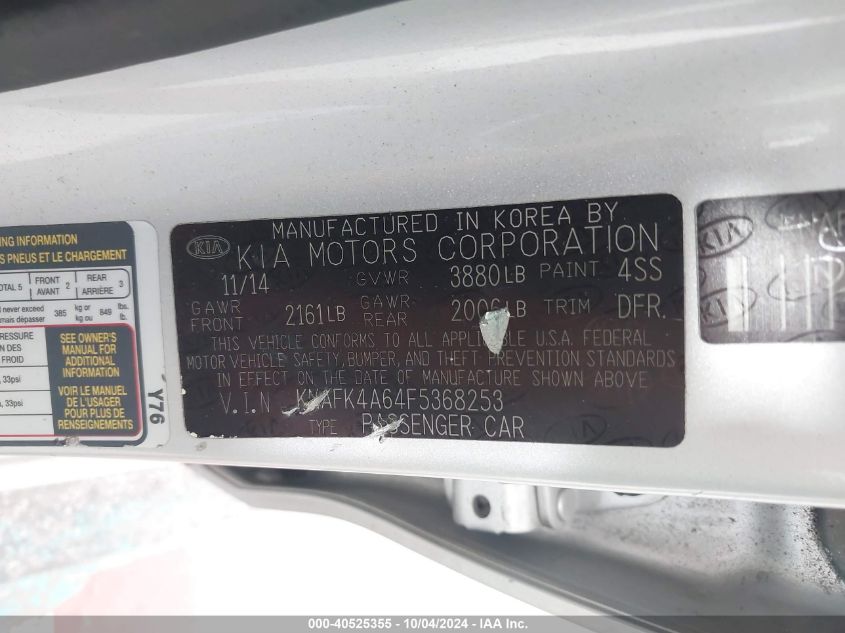 NG INFORMATION
S PNEUS ET LE CHARGEMENT
TOTAL 5 FRONT AVANT 2 REAR ARRIÈRE 3
never exceed
mais dépasser 385 kg or kg ou 849 lbs. lb.
PRESSURE
N DES
FROID
33psi
33psi
SEE OWNER'S
MANUAL FOR
ADDITIONAL
INFORMATION
VOIR LE MANUEL
DE L'USAGER
POUR PLUS DE
RENSEIGNEMENTS
Y76
MANUFACTURED IN KOREA BY
KIA KIA MOTORS CORPORATION
11/14 GVWR 3880LB PAINT 4SS
GAWR FRONT 2161LB GAWR REAR 2006LB TRIM DFR.
THIS VEHICLE CONFORMS TO ALL APPLICABLE U.S.A. FEDERAL
MOTOR VEHICLE SAFETY, BUMPER, AND THEFT PREVENTION STANDARDS
IN EFFECT ON THE DATE OF MANUFACTURE SHOWN ABOVE
V.I.N KNAFK4A64F5368253
TYPE PASSENGER CAR
KIA
000-40525355 - 10/04/2024 - IAA Inc.